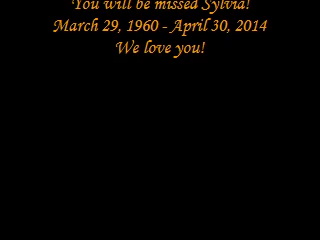 You will be missed Sylvia!
March 29, 1960 - April 30, 2014
We love you!